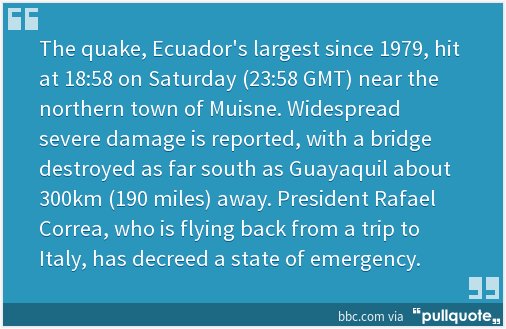 The quake, Ecuador's largest since 1979, hit
at 18:58 on Saturday (23:58 GMT) near the
northern town of Muisne. Widespread
severe damage is reported, with a bridge
destroyed as far south as Guayaquil about
300km (190 miles) away. President Rafael
Correa, who is flying back from a trip to
Italy, has decreed a state of emergency.
bbc.com via “pullquote„